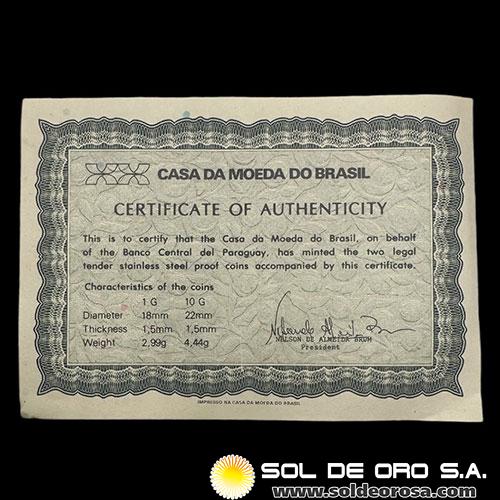 CASA DA MOEDA DO BRASIL
CERTIFICATE OF AUTHENTICITY
This is to certify that the Casa da Moeda do Brasil, on behalf
of the Banco Central del Paraguay, has minted the two legal
tender stainless steel proof coins accompanied by this certificate.
Characteristics of the coins
1 G 10 G
Diameter 18mm 22mm
Thickness 1,5mm 1,5mm
Weight 2,99g 4,44g
NELSON DE ALMEIDA BRUM
President
IMPRESSO NA CASA DA MOEDA DO BRASIL
SOL DE ORO S.A.
www.soldeorosa.com